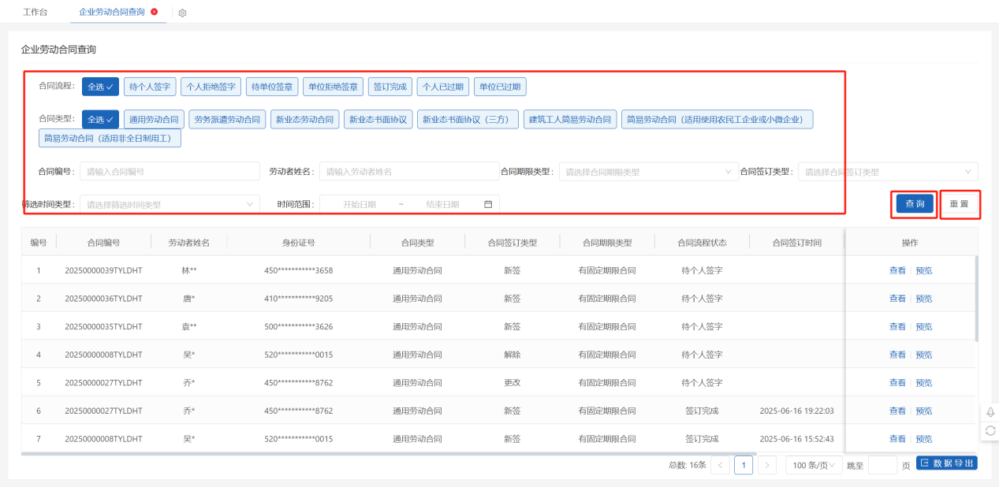 工作台 企业劳动合同查询
企业劳动合同查询
合同流程: 全选 待个人签字 个人拒绝签字 待单位签章 单位拒绝签章 签订完成 个人已过期 单位已过期
合同类型: 全选 通用劳动合同 劳务派遣劳动合同 新业态劳动合同 新业态书面协议 新业态书面协议（三方） 建筑工人简易劳动合同 简易劳动合同（适用使用农民工企业或小微企业）
简易劳动合同（适用非全日制用工）
合同编号: 请输入合同编号 劳动者姓名: 请输入劳动者姓名 合同期限类型: 请选择合同期限类型 合同签订类型: 请选择合同签订类型
筛选时间类型: 请选择筛选时间类型 时间范围: 开始日期 ~ 结束日期 查询 重置
编号 合同编号 劳动者姓名 身份证号 合同类型 合同签订类型 合同期限类型 合同流程状态 合同签订时间 操作
1 20250000039TYLDHT 林** 450***********3658 通用劳动合同 新签 有固定期限合同 待个人签字 查看 预览
2 20250000036TYLDHT 唐* 410***********9205 通用劳动合同 新签 有固定期限合同 待个人签字 查看 预览
3 20250000035TYLDHT 袁** 500***********3626 通用劳动合同 新签 有固定期限合同 待个人签字 查看 预览
4 20250000008TYLDHT 吴* 520***********0015 通用劳动合同 解除 有固定期限合同 待个人签字 查看 预览
5 20250000027TYLDHT 乔* 450***********8762 通用劳动合同 更改 有固定期限合同 待个人签字 查看 预览
6 20250000027TYLDHT 乔* 450***********8762 通用劳动合同 新签 有固定期限合同 签订完成 2025-06-16 19:22:03 查看 预览
7 20250000008TYLDHT 吴* 520***********0015 通用劳动合同 新签 有固定期限合同 签订完成 2025-06-16 15:52:43 查看 预览
总数: 16条 < 1 > 100 条/页 跳至 页 数据导出